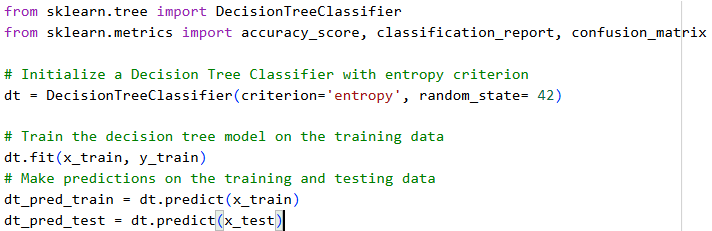 from sklearn.tree import DecisionTreeClassifier
from sklearn.metrics import accuracy_score, classification_report, confusion_matrix
# Initialize a Decision Tree Classifier with entropy criterion
dt = DecisionTreeClassifier(criterion='entropy', random_state= 42)
# Train the decision tree model on the training data
dt.fit(x_train, y_train)
# Make predictions on the training and testing data
dt_pred_train = dt.predict(x_train)
dt_pred_test = dt.predict(x_test)